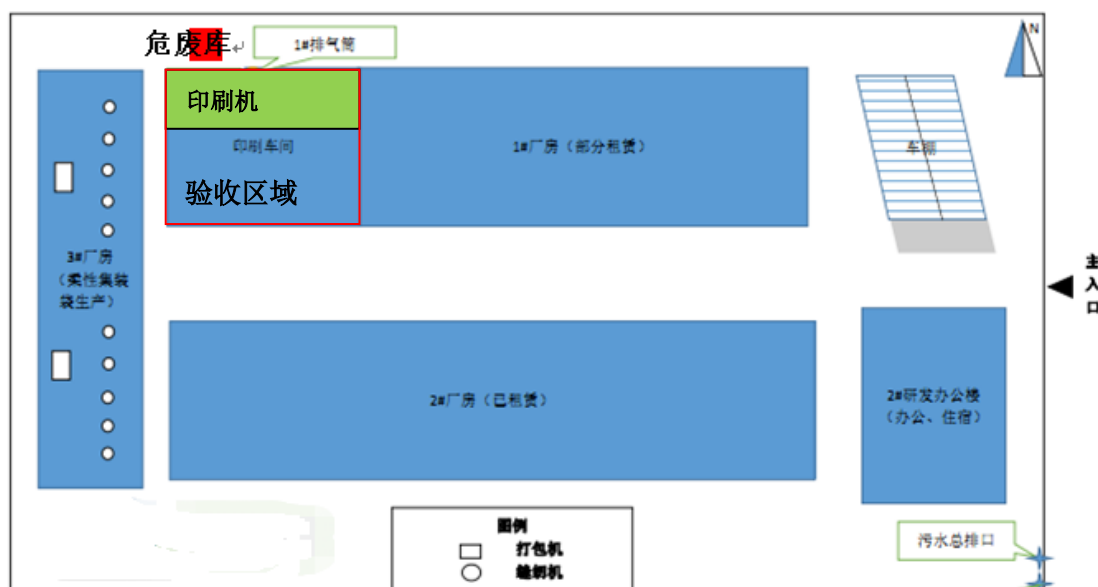 危废库
1#排气筒
N
印刷机
印刷车间
1#厂房（部分租赁）
车棚
验收区域
3#厂房
（柔性集装
袋生产）
主
入
口
2#厂房（已租赁）
2#研发办公楼
（办公、住宿）
图例
打包机
缝纫机
污水总排口